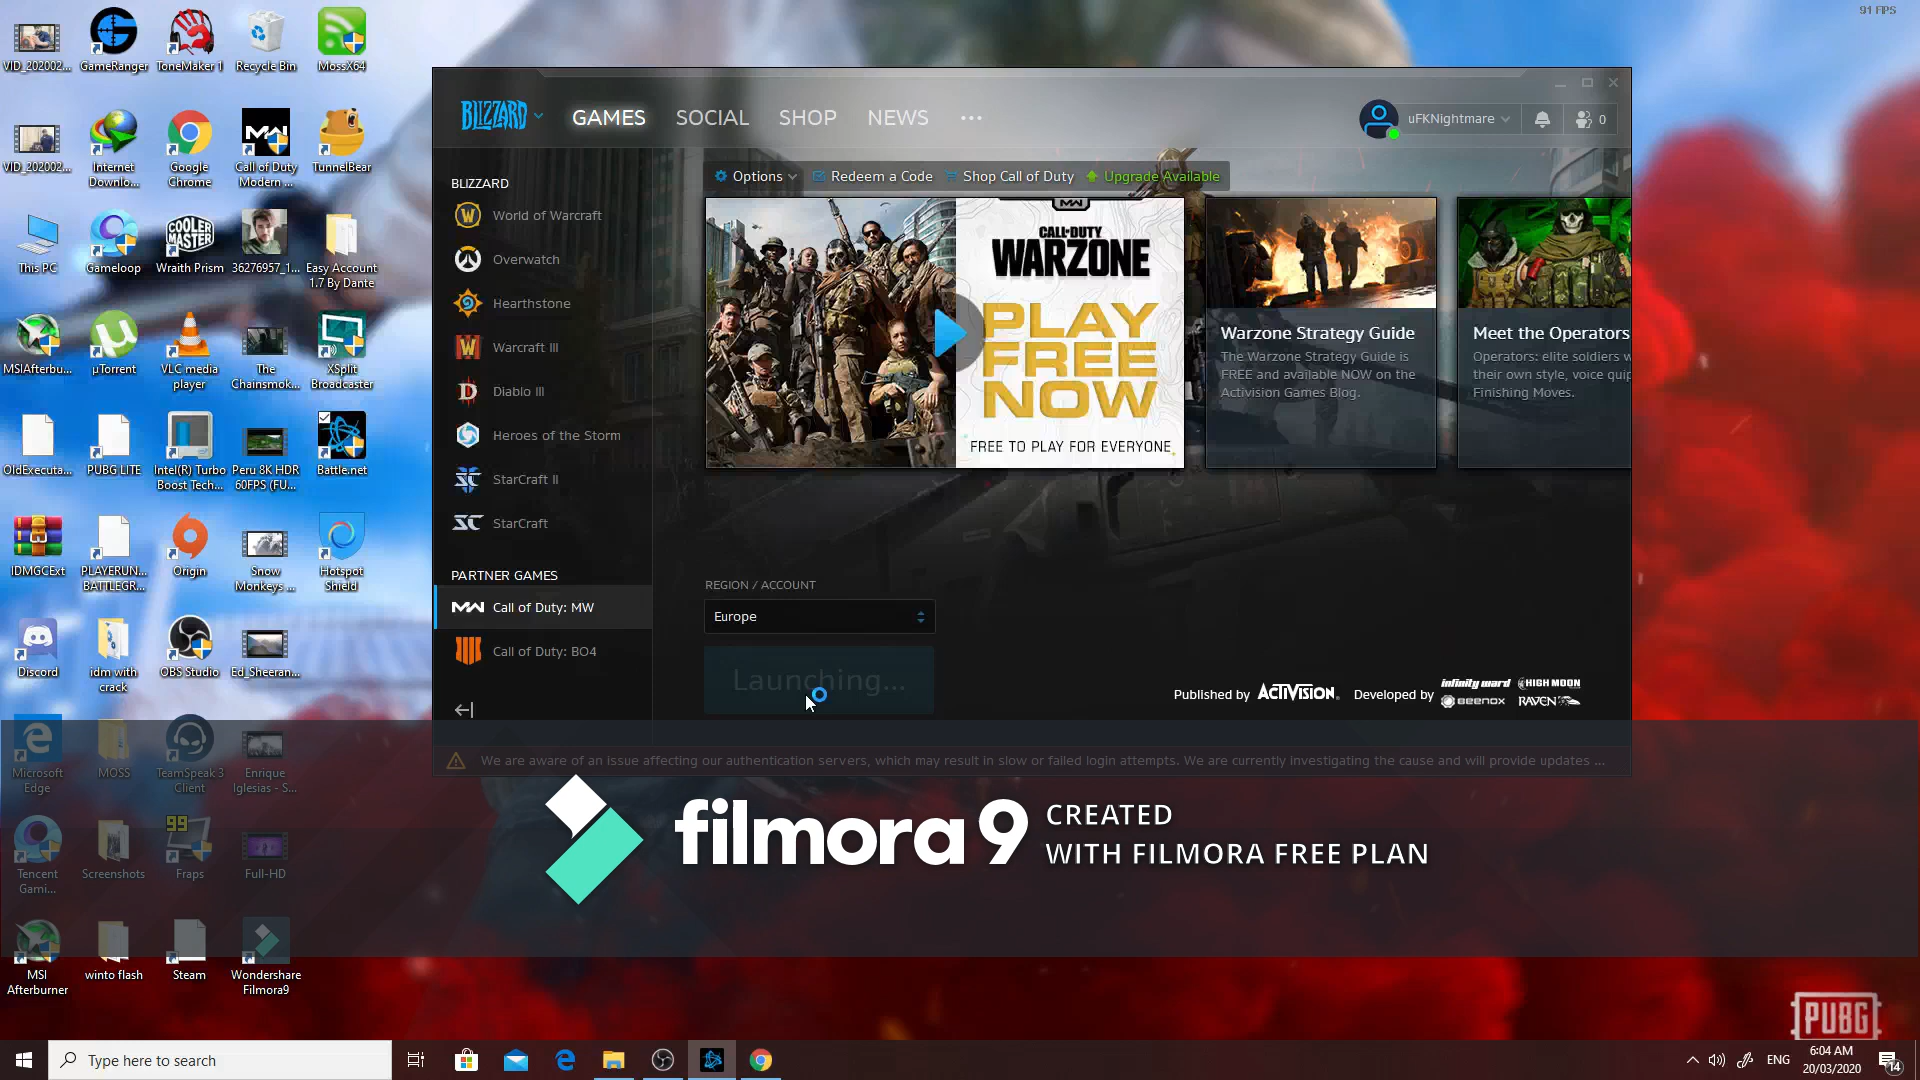 91 FPS
VID_202002...
GameRanger
ToneMaker 1
Recycle Bin
MossX64
VID_202002...
Internet
Downlo...
Google
Chrome
Call of Duty
Modern ...
TunnelBear
This PC
Gameloop
COOLER
MASTER
Wraith Prism
36276957_1...
Easy Account
1.7 By Dante
MSIAfterbu...
µTorrent
VLC media
player
The
Chainsmok...
XSplit
Broadcaster
OldExecuta...
PUBG LITE
Intel(R) Turbo
Boost Tech...
Peru 8K HDR
60FPS (FU...
Battle.net
IDMGCExt
PLAYERUN...
BATTLEGR...
Origin
Snow
Monkeys ...
Hotspot
Shield
Discord
idm with
crack
OBS Studio
Ed_Sheeran...
Microsoft
Edge
MOSS
TeamSpeak 3
Client
Enrique
Iglesias - S...
Tencent
Gami...
Screenshots
99
Fraps
Full-HD
MSI
Afterburner
winto flash
Steam
Wondershare
Filmora9
BLIZZARD
GAMES
SOCIAL
SHOP
NEWS
uFKNightmare
0
BLIZZARD
World of Warcraft
Overwatch
Hearthstone
Warcraft III
Diablo III
Heroes of the Storm
StarCraft II
StarCraft
PARTNER GAMES
Call of Duty: MW
Call of Duty: BO4
Options
Redeem a Code
Shop Call of Duty
Upgrade Available
MW
CALL OF DUTY
WARZONE
PLAY
FREE
NOW
FREE TO PLAY FOR EVERYONE
Warzone Strategy Guide
The Warzone Strategy Guide is
FREE and available NOW on the
Activision Games Blog.
Meet the Operators
Operators: elite soldiers w
their own style, voice quip
Finishing Moves.
REGION / ACCOUNT
Europe
Launching...
Published by ACTIVISION. Developed by infinity ward HIGH MOON
BEENOX RAVEN
We are aware of an issue affecting our authentication servers, which may result in slow or failed login attempts. We are currently investigating the cause and will provide updates ...
filmora9
CREATED
WITH FILMORA FREE PLAN
PUBG
Type here to search
ENG
6:04 AM
20/03/2020
14